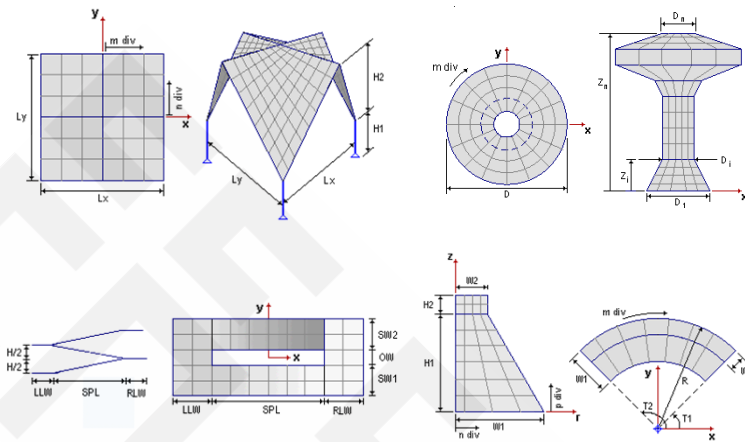 y
m div
n div
x
Ly
Lx
H2
H1
Ly
Lx
y
m div
x
D
Dn
Zn
Di
Zi
D1
x
H/2
H/2
LLW
SPL
RLW
y
x
SW2
OW
SW1
LLW
SPL
RLW
z
W2
H2
H1
p div
r
W1
n div
m div
W1
R
W
y
T2
T1
x